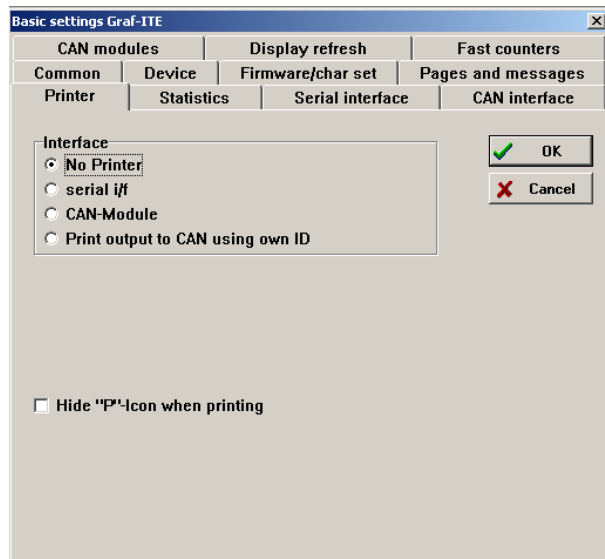 Basic settings Graf-ITE
CAN modules Display refresh Fast counters
Common Device Firmware/char set Pages and messages
Printer Statistics Serial interface CAN interface
Interface
No Printer
serial i/f
CAN-Module
Print output to CAN using own ID
OK
Cancel
Hide "P"-Icon when printing